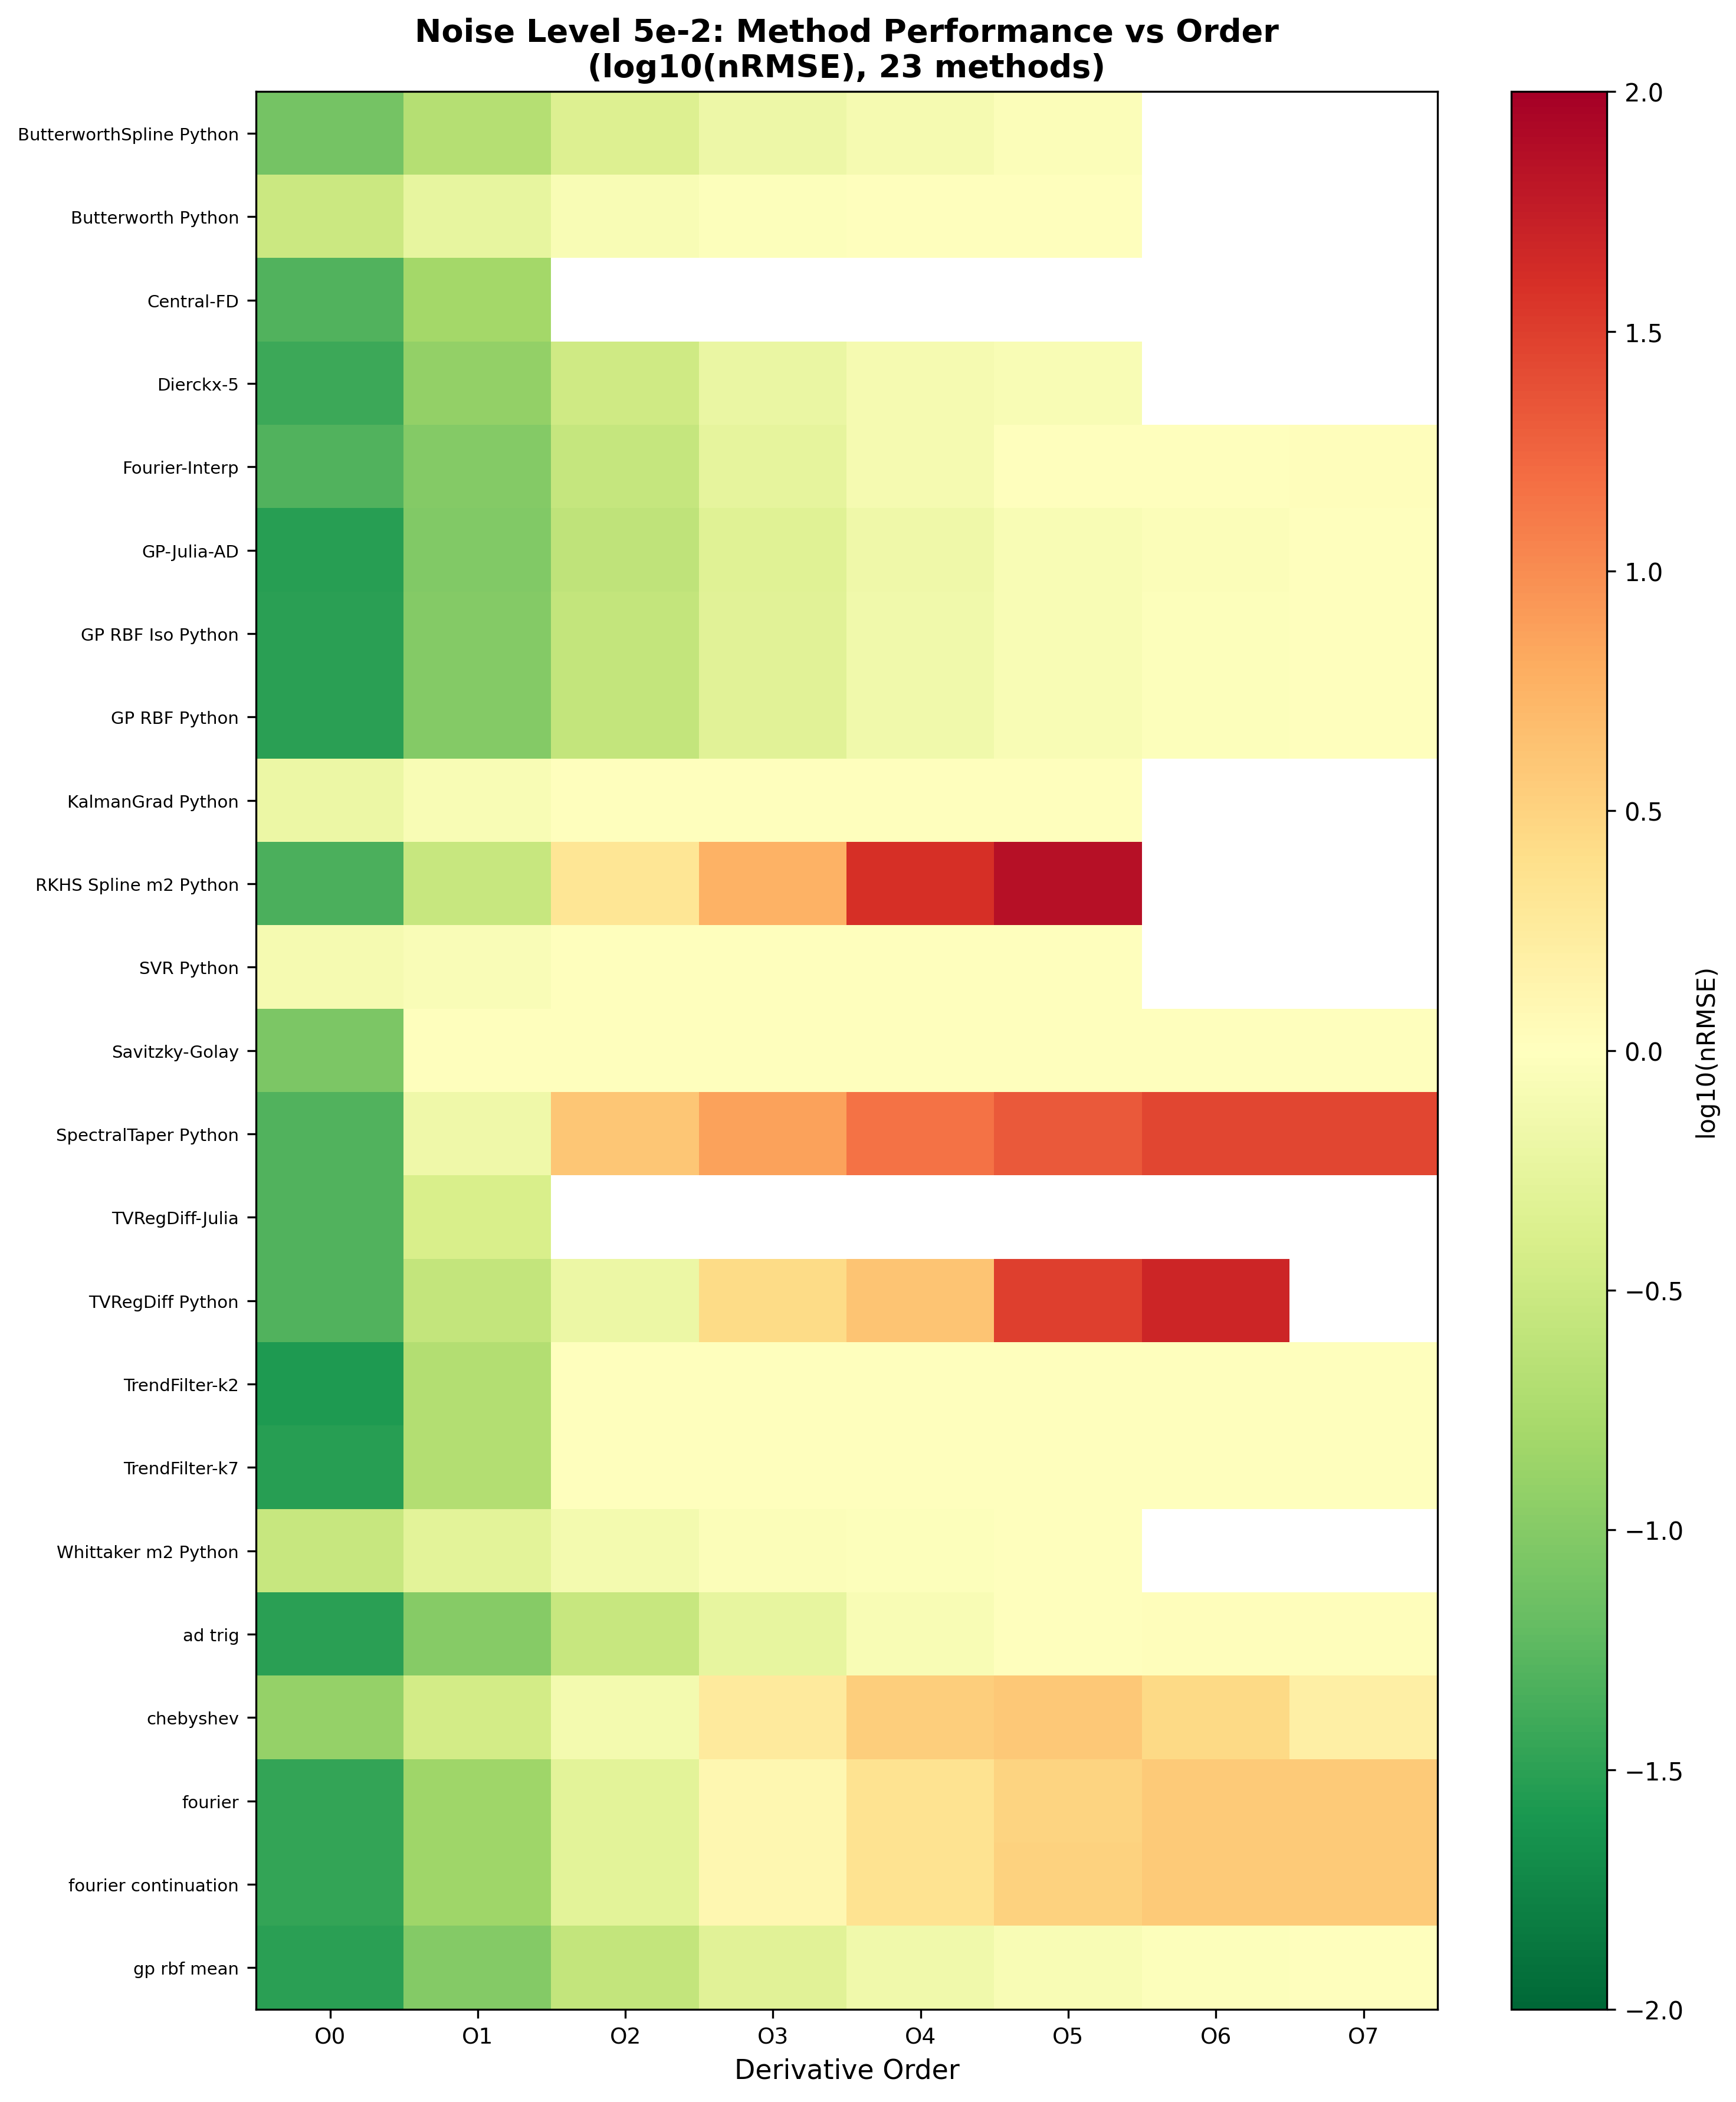 Noise Level 5e-2: Method Performance vs Order
(log10(nRMSE), 23 methods)
ButterworthSpline Python
Butterworth Python
Central-FD
Dierckx-5
Fourier-Interp
GP-Julia-AD
GP RBF Iso Python
GP RBF Python
KalmanGrad Python
RKHS Spline m2 Python
SVR Python
Savitzky-Golay
SpectralTaper Python
TVRegDiff-Julia
TVRegDiff Python
TrendFilter-k2
TrendFilter-k7
Whittaker m2 Python
ad trig
chebyshev
fourier
fourier continuation
gp rbf mean
O0 O1 O2 O3 O4 O5 O6 O7
Derivative Order
2.0
1.5
1.0
0.5
0.0
−0.5
−1.0
−1.5
−2.0
log10(nRMSE)